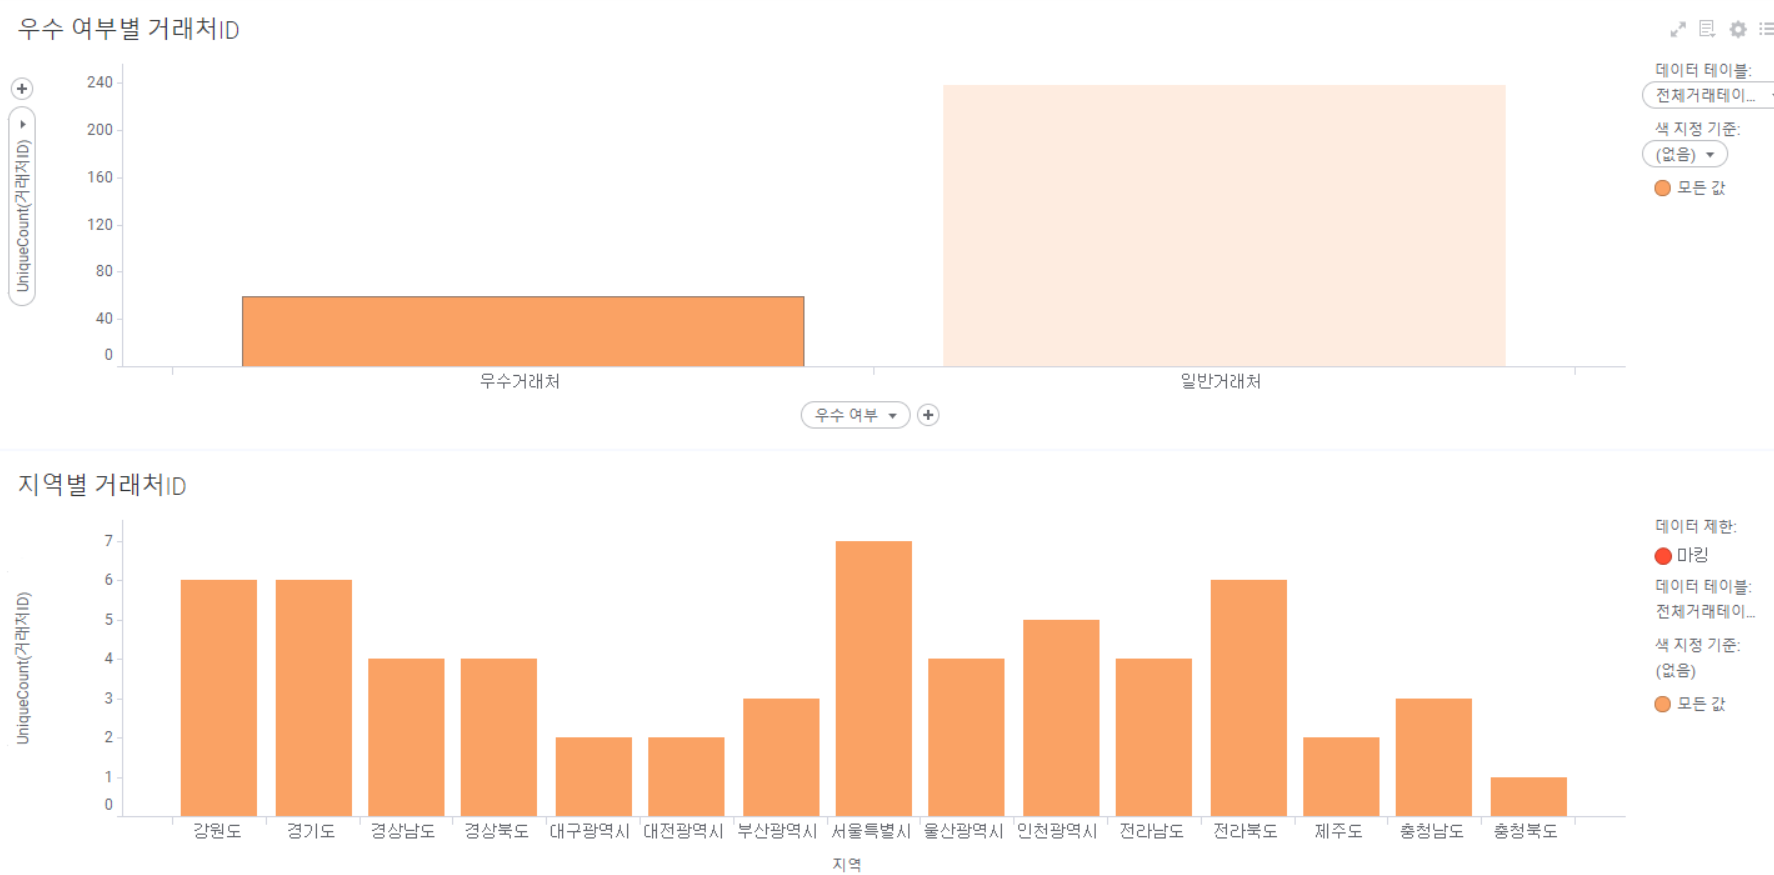 우수 여부별 거래처ID
데이터 테이블:
전체거래테이...
색 지정 기준:
(없음)
모든 값
UniqueCount(거래처ID)
240
200
160
120
80
40
0
우수거래처 일반거래처
우수 여부
지역별 거래처ID
데이터 제한:
마킹
데이터 테이블:
전체거래테이...
색 지정 기준:
(없음)
모든 값
UniqueCount(거래처ID)
7
6
5
4
3
2
1
0
강원도 경기도 경상남도 경상북도 대구광역시 대전광역시 부산광역시 서울특별시 울산광역시 인천광역시 전라남도 전라북도 제주도 충청남도 충청북도
지역